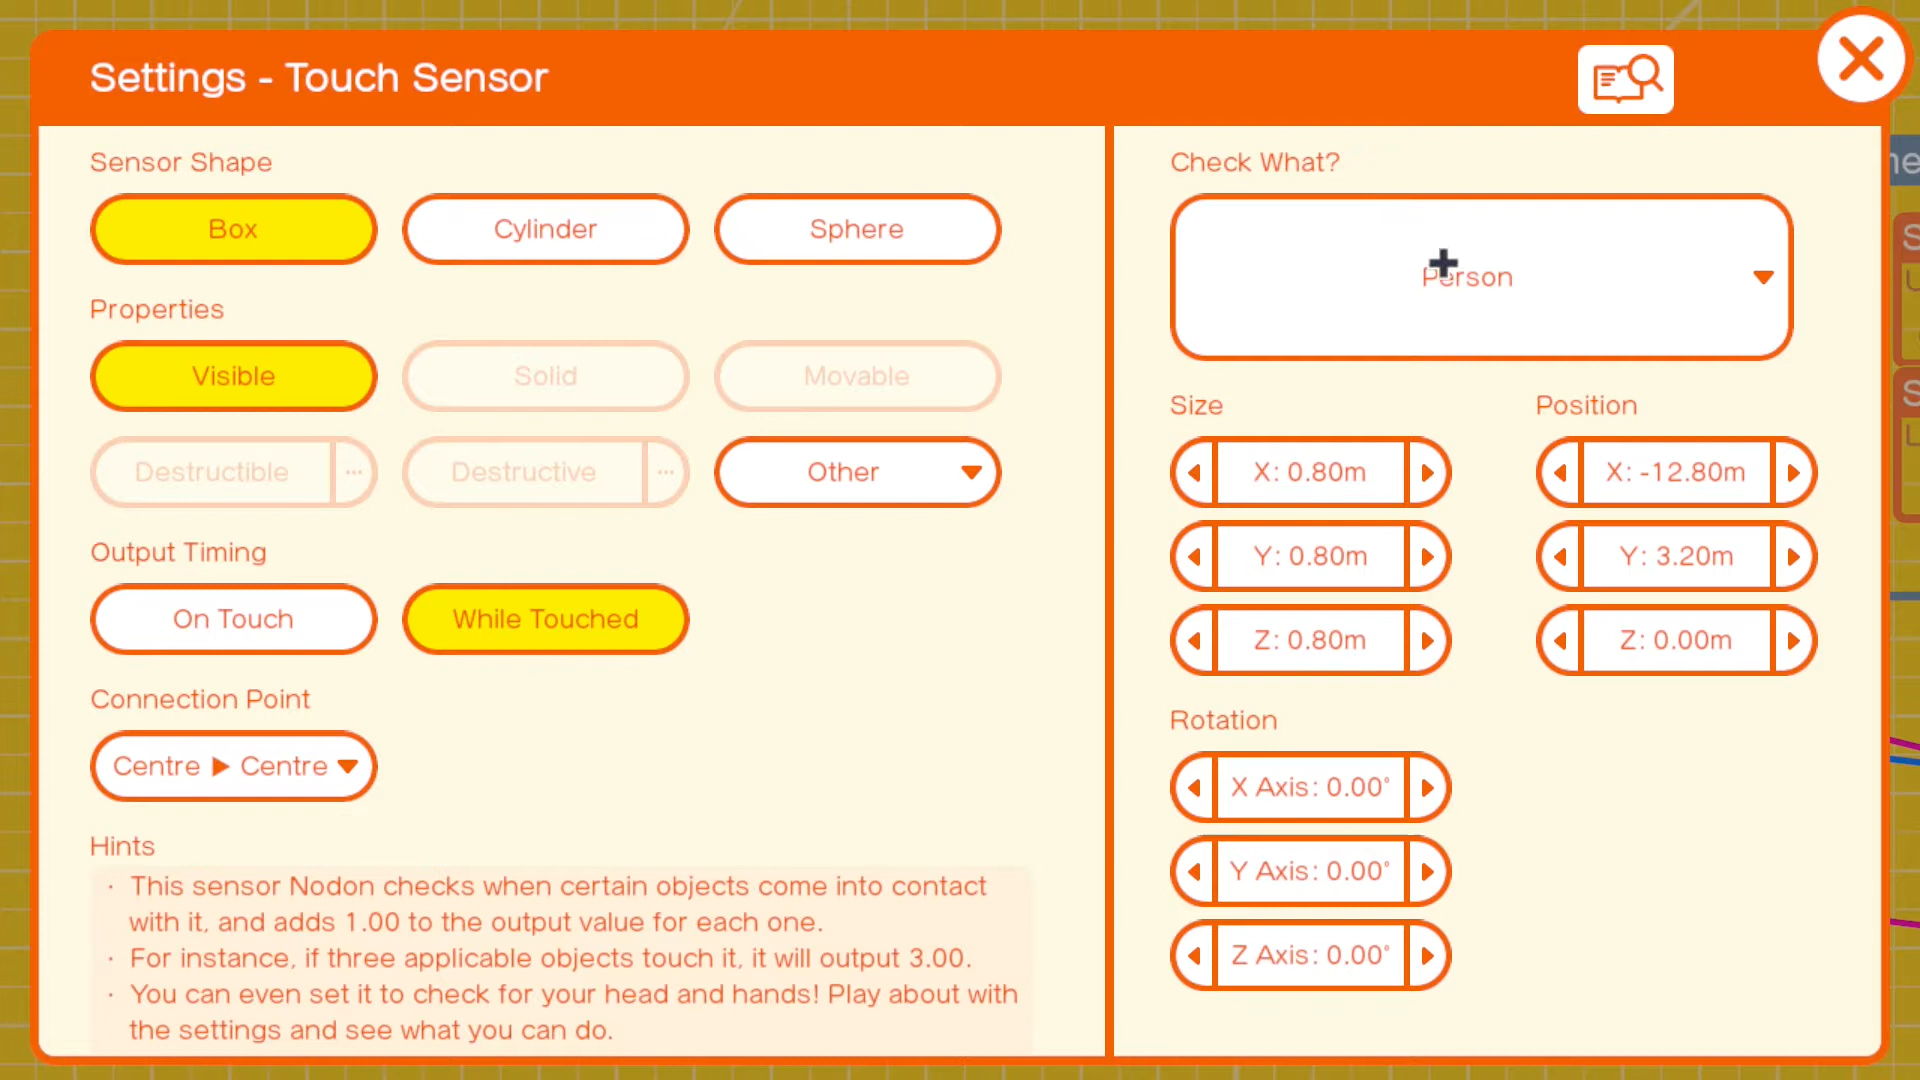 Settings - Touch Sensor
Sensor Shape
Box
Cylinder
Sphere
Properties
Visible
Solid
Movable
Destructible
...
Destructive
...
Other
Output Timing
On Touch
While Touched
Connection Point
Centre ▶ Centre
Hints
· This sensor Nodon checks when certain objects come into contact
with it, and adds 1.00 to the output value for each one.
· For instance, if three applicable objects touch it, it will output 3.00.
· You can even set it to check for your head and hands! Play about with
the settings and see what you can do.
Check What?
Person
Size
X: 0.80m
Y: 0.80m
Z: 0.80m
Position
X: -12.80m
Y: 3.20m
Z: 0.00m
Rotation
X Axis: 0.00°
Y Axis: 0.00°
Z Axis: 0.00°